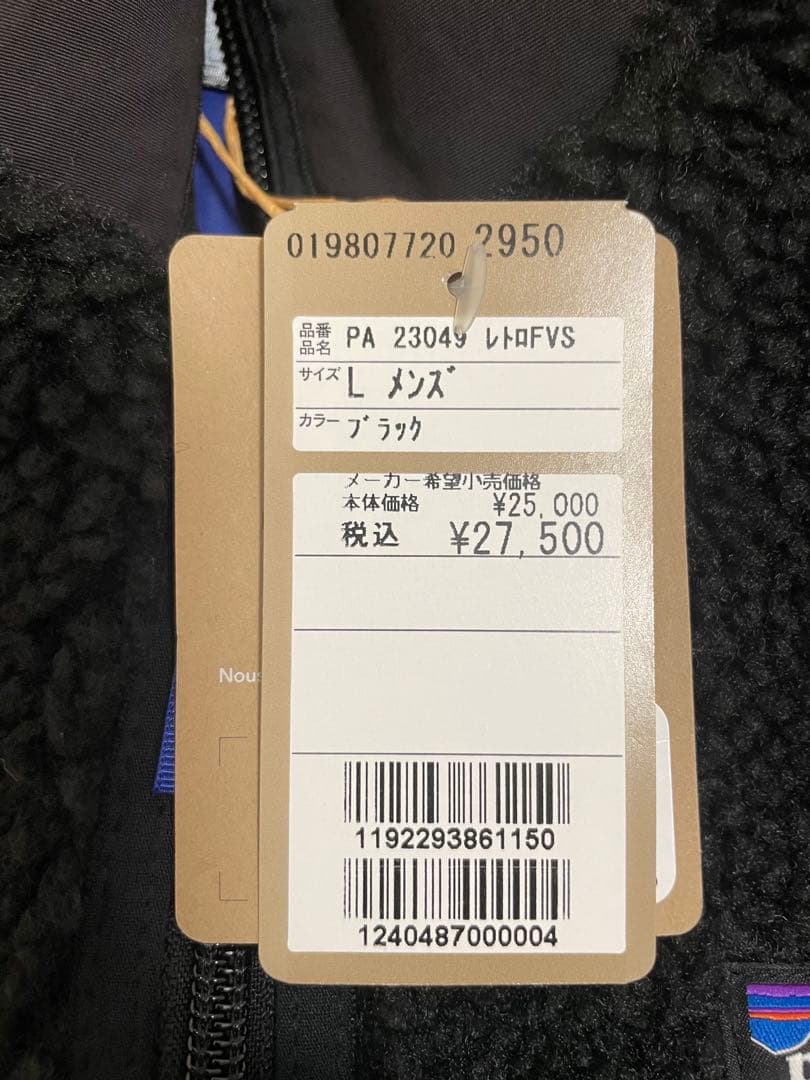 019807720 2950
品番
品名 PA 23049 ﾚﾄﾛFVS
サイズ L ﾒﾝｽﾞ
カラー ﾌﾞﾗｯｸ
メーカー希望小売価格
本体価格 ¥25,000
税込 ¥27,500
Nous
1192293861150
1240487000004